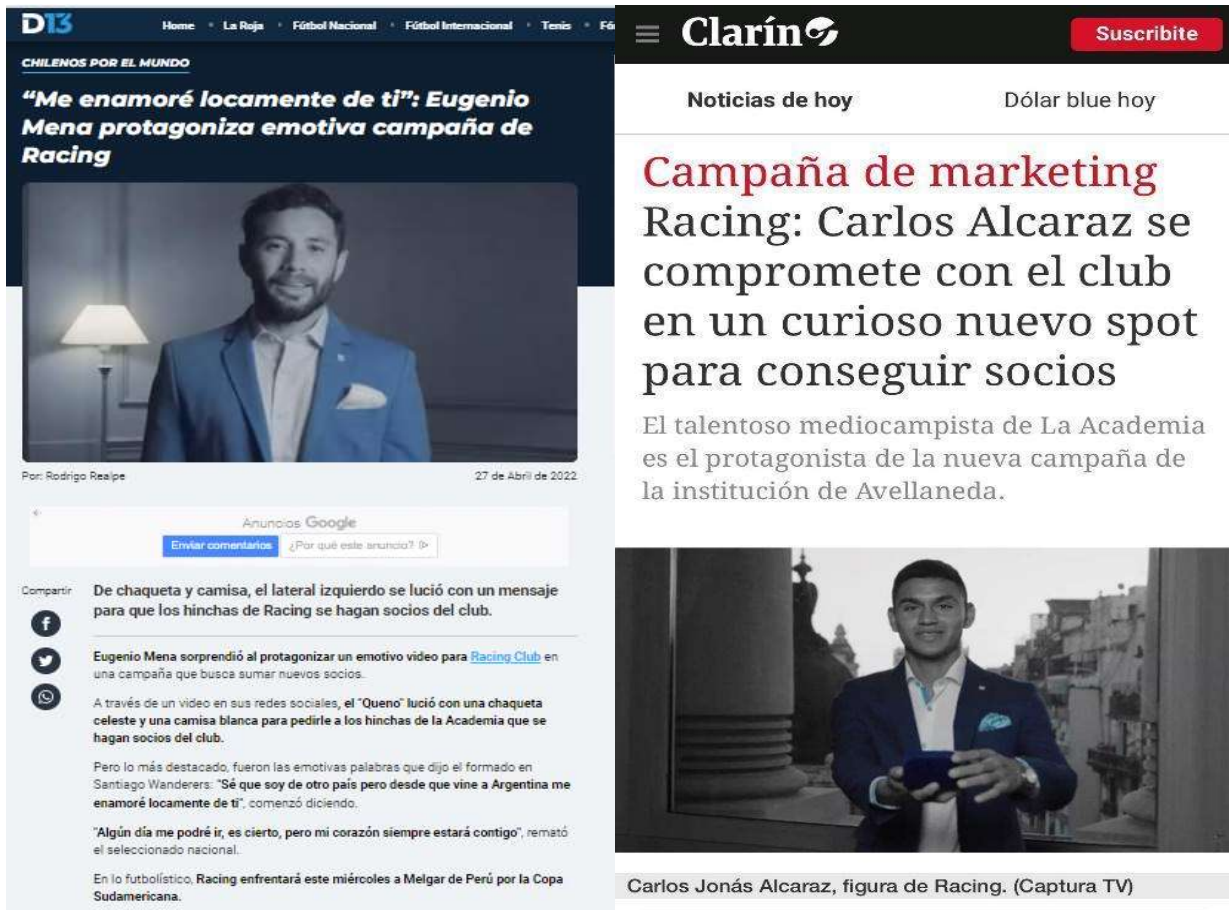 D13
Home
La Roja
Fútbol Nacional
Fútbol Internacional
Tenis
CHILENOS POR EL MUNDO
“Me enamoré locamente de ti”: Eugenio
Mena protagoniza emotiva campaña de
Racing
Por: Rodrigo Realpe
27 de Abril de 2022
Anuncios Google
Enviar comentarios
¿Por qué este anuncio?
Compartir
De chaqueta y camisa, el lateral izquierdo se lució con un mensaje
para que los hinchas de Racing se hagan socios del club.
Eugenio Mena sorprendió al protagonizar un emotivo video para Racing Club en
una campaña que busca sumar nuevos socios.
A través de un video en sus redes sociales, el "Queno" lució con una chaqueta
celeste y una camisa blanca para pedirle a los hinchas de la Academia que se
hagan socios del club.
Pero lo más destacado, fueron las emotivas palabras que dijo el formado en
Santiago Wanderers: "Sé que soy de otro país pero desde que vine a Argentina me
enamoré locamente de ti", comenzó diciendo.
"Algún día me podré ir, es cierto, pero mi corazón siempre estará contigo", remató
el seleccionado nacional.
En lo futbolístico, Racing enfrentará este miércoles a Melgar de Perú por la Copa
Sudamericana.
Clarín
Suscribite
Noticias de hoy
Dólar blue hoy
Campaña de marketing
Racing: Carlos Alcaraz se
compromete con el club
en un curioso nuevo spot
para conseguir socios
El talentoso mediocampista de La Academia
es el protagonista de la nueva campaña de
la institución de Avellaneda.
Carlos Jonás Alcaraz, figura de Racing. (Captura TV)